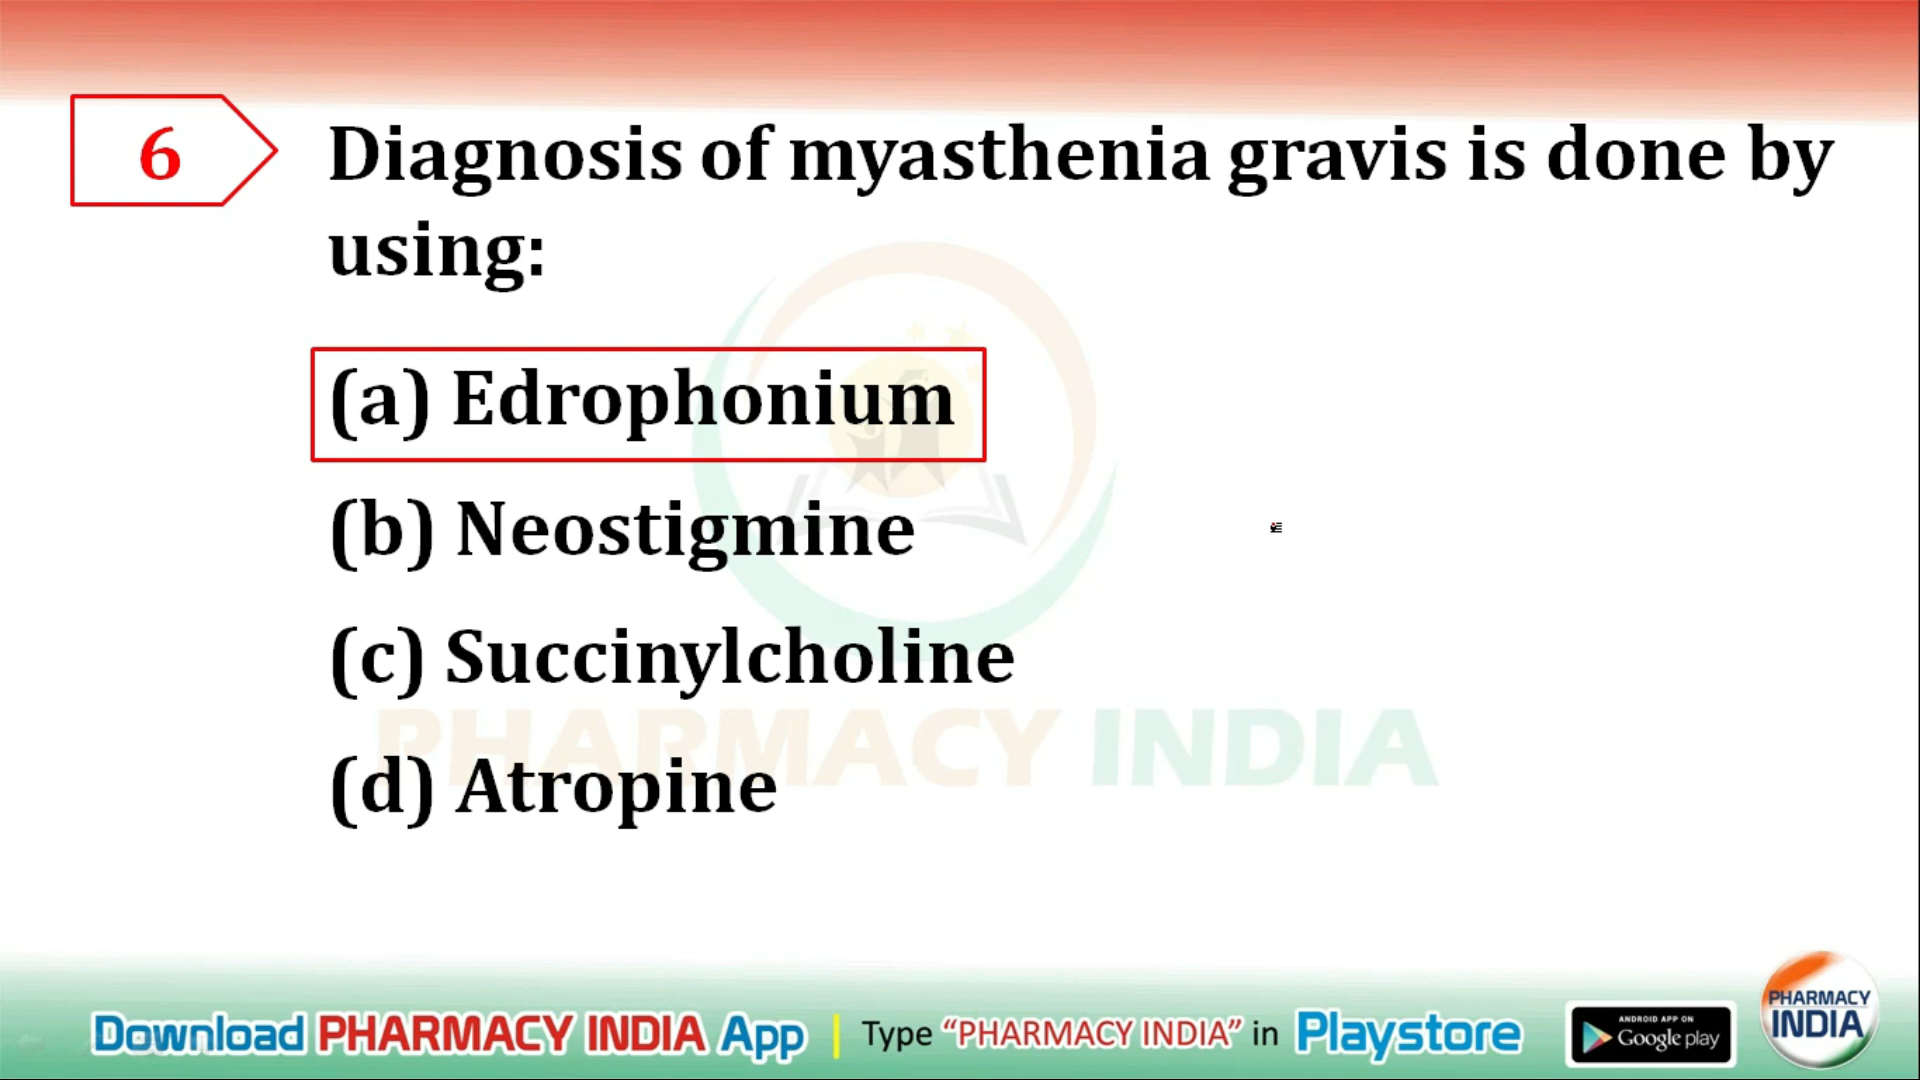 6
Diagnosis of myasthenia gravis is done by
using:
(a) Edrophonium
(b) Neostigmine
(c) Succinylcholine
(d) Atropine
PHARMACY INDIA
Download PHARMACY INDIA App | Type “PHARMACY INDIA” in Playstore
ANDROID APP ON
Google play
PHARMACY
INDIA